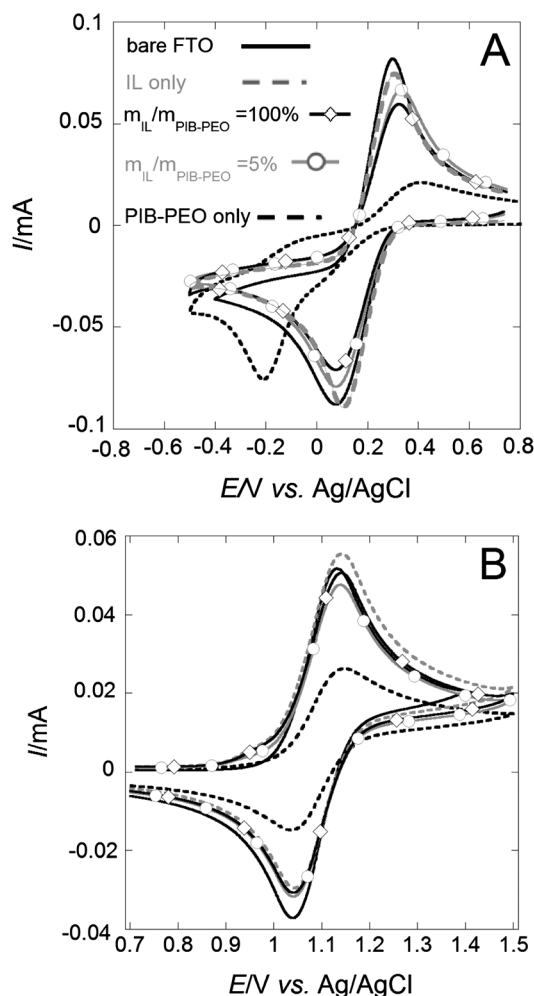 A
bare FTO
IL only
m_IL/m_PIB-PEO =100%
m_IL/m_PIB-PEO =5%
PIB-PEO only
I/mA
0.1
0.05
0
-0.05
-0.1
-0.8 -0.6 -0.4 -0.2 0 0.2 0.4 0.6 0.8
E/V vs. Ag/AgCl
B
I/mA
0.06
0.04
0.02
0
-0.02
-0.04
0.7 0.8 0.9 1 1.1 1.2 1.3 1.4 1.5
E/V vs. Ag/AgCl